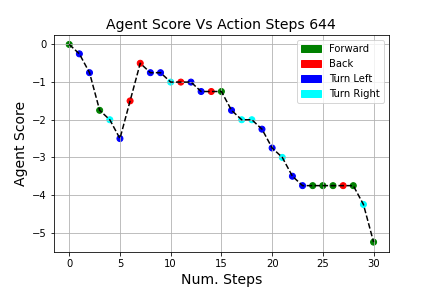 Agent Score Vs Action Steps 644
Agent Score
0
−1
−2
−3
−4
−5
Forward
Back
Turn Left
Turn Right
0 5 10 15 20 25 30
Num. Steps